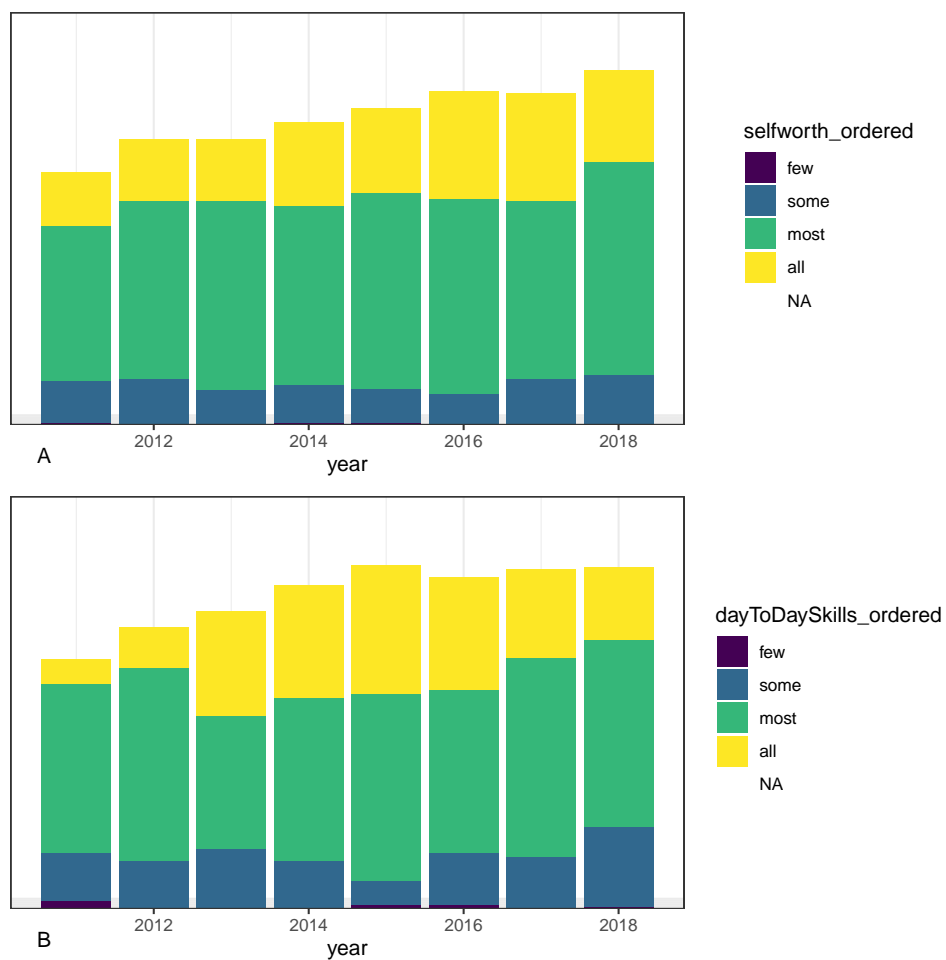 selfworth_ordered
few
some
most
all
NA
2012 2014 2016 2018
year
A
dayToDaySkills_ordered
few
some
most
all
NA
2012 2014 2016 2018
year
B